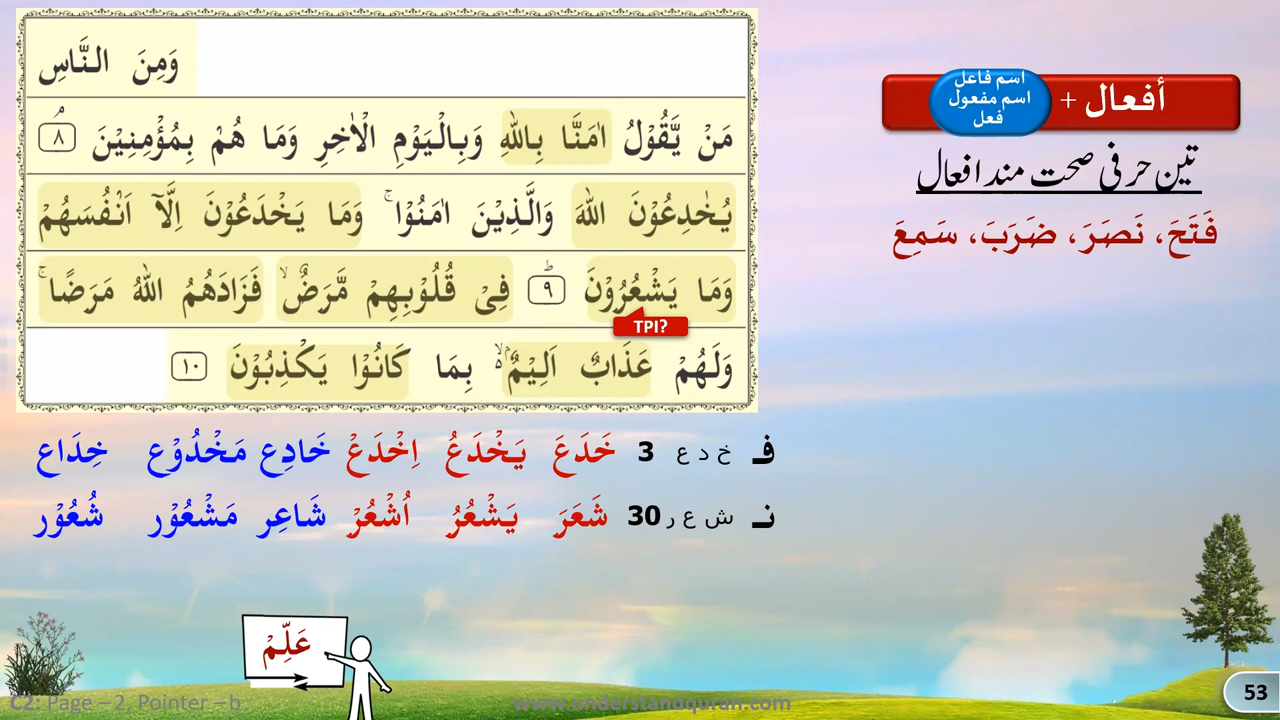 وَمِنَ النَّاسِ
مَنْ يَّقُوْلُ اٰمَنَّا بِاللّٰهِ وَبِالْيَوْمِ الْاٰخِرِ وَمَا هُمْ بِمُؤْمِنِيْنَ ۘ ٨
يُخٰدِعُوْنَ اللّٰهَ وَالَّذِيْنَ اٰمَنُوْا ۚ وَمَا يَخْدَعُوْنَ اِلَّآ اَنْفُسَهُمْ
وَمَا يَشْعُرُوْنَ ؕ ٩ فِيْ قُلُوْبِهِمْ مَّرَضٌ ۙ فَزَادَهُمُ اللّٰهُ مَرَضًا ۚ
TPI?
وَلَهُمْ عَذَابٌ اَلِيْمٌۢ ۙ بِمَا كَانُوْا يَكْذِبُوْنَ ١٠
أفعال +
اسم فاعل
اسم مفعول
فعل
تین حرفی صحت مند افعال
فَتَحَ، نَصَرَ، ضَرَبَ، سَمِعَ
فـ خ د ع 3 خَدَعَ يَخْدَعُ اِخْدَعْ خَادِع مَخْدُوْع خِدَاع
نـ ش ع ر 30 شَعَرَ يَشْعُرُ اُشْعُرْ شَاعِر مَشْعُوْر شُعُوْر
عَلِّمْ
C2: Page –2, Pointer –b
www.understandquran.com
53